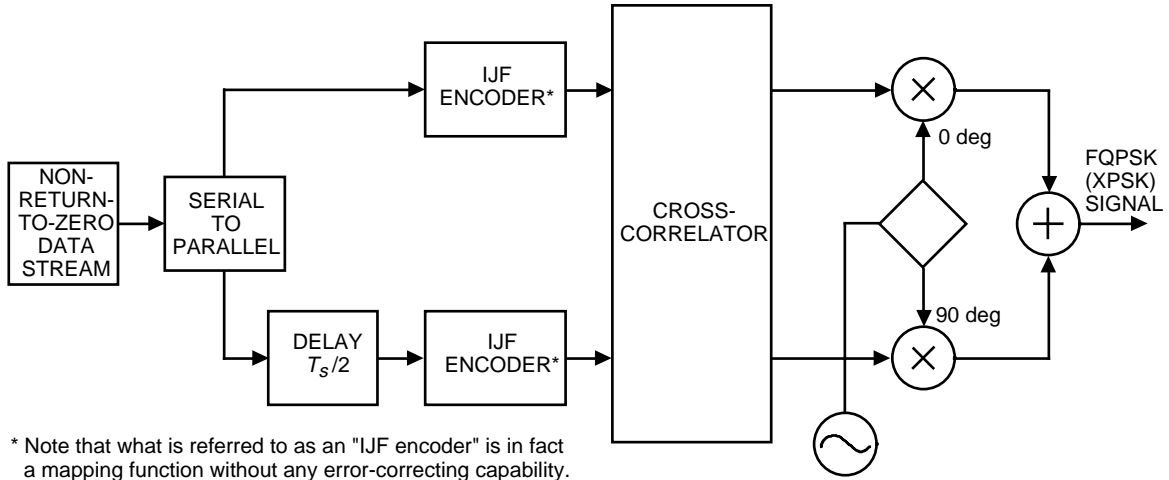 NON-
RETURN-
TO-ZERO
DATA
STREAM
SERIAL
TO
PARALLEL
IJF
ENCODER*
DELAY
Ts/2
IJF
ENCODER*
CROSS-
CORRELATOR
0 deg
90 deg
FQPSK
(XPSK)
SIGNAL
* Note that what is referred to as an "IJF encoder" is in fact
a mapping function without any error-correcting capability.